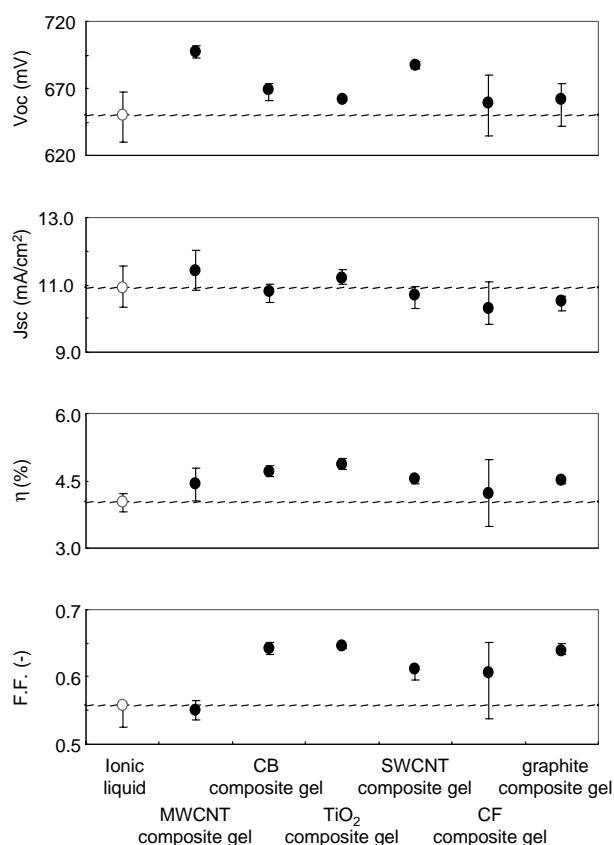 720
670
620
Voc (mV)
13.0
11.0
9.0
Jsc (mA/cm²)
6.0
4.5
3.0
η (%)
0.7
0.6
0.5
F.F. (-)
Ionic
liquid
MWCNT
composite gel
CB
composite gel
TiO₂
composite gel
SWCNT
composite gel
CF
composite gel
graphite
composite gel